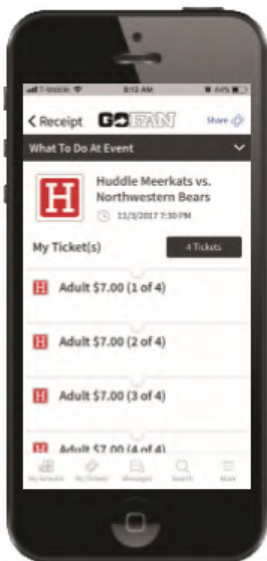 T-Mobile 8:12 AM 44%
Receipt GOFAN Share
What To Do At Event
H Huddle Meerkats vs.
Northwestern Bears
11/3/2017 7:30 PM
My Ticket(s) 4 Tickets
H Adult $7.00 (1 of 4)
H Adult $7.00 (2 of 4)
H Adult $7.00 (3 of 4)
H Adult $7.00 (4 of 4)
My Tickets Messages Search More